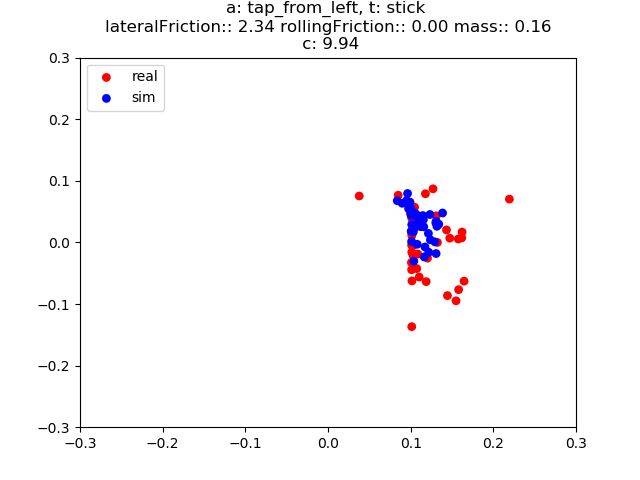 a: tap_from_left, t: stick
lateralFriction:: 2.34 rollingFriction:: 0.00 mass:: 0.16
c: 9.94
real
sim
0.3
0.2
0.1
0.0
−0.1
−0.2
−0.3
−0.3
−0.2
−0.1
0.0
0.1
0.2
0.3